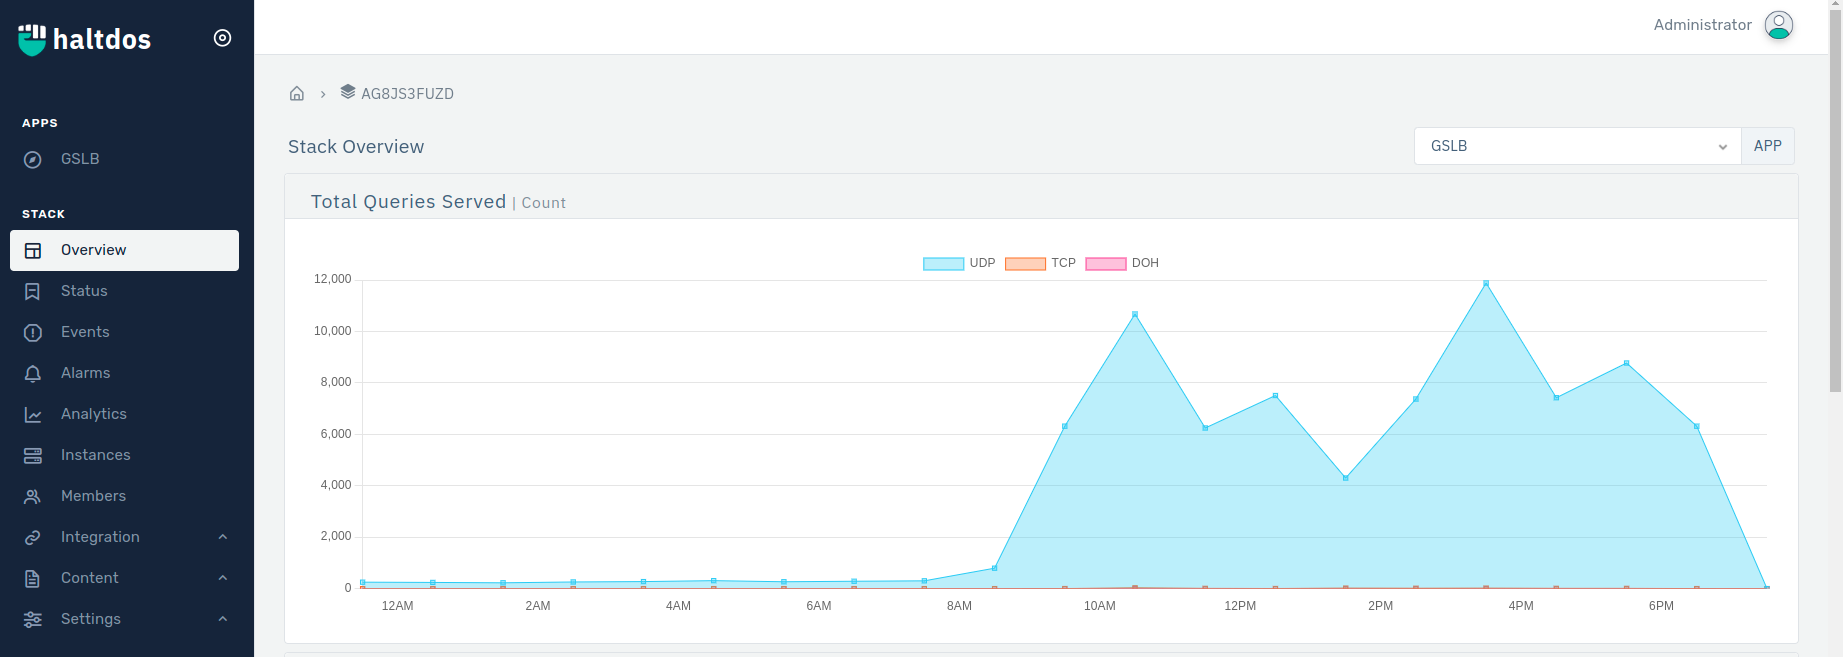 haltdos
Administrator
AG8JS3FUZD
APPS
GSLB
STACK
Overview
Status
Events
Alarms
Analytics
Instances
Members
Integration
Content
Settings
Stack Overview
GSLB
APP
Total Queries Served | Count
UDP TCP DOH
12,000
10,000
8,000
6,000
4,000
2,000
0
12AM 2AM 4AM 6AM 8AM 10AM 12PM 2PM 4PM 6PM